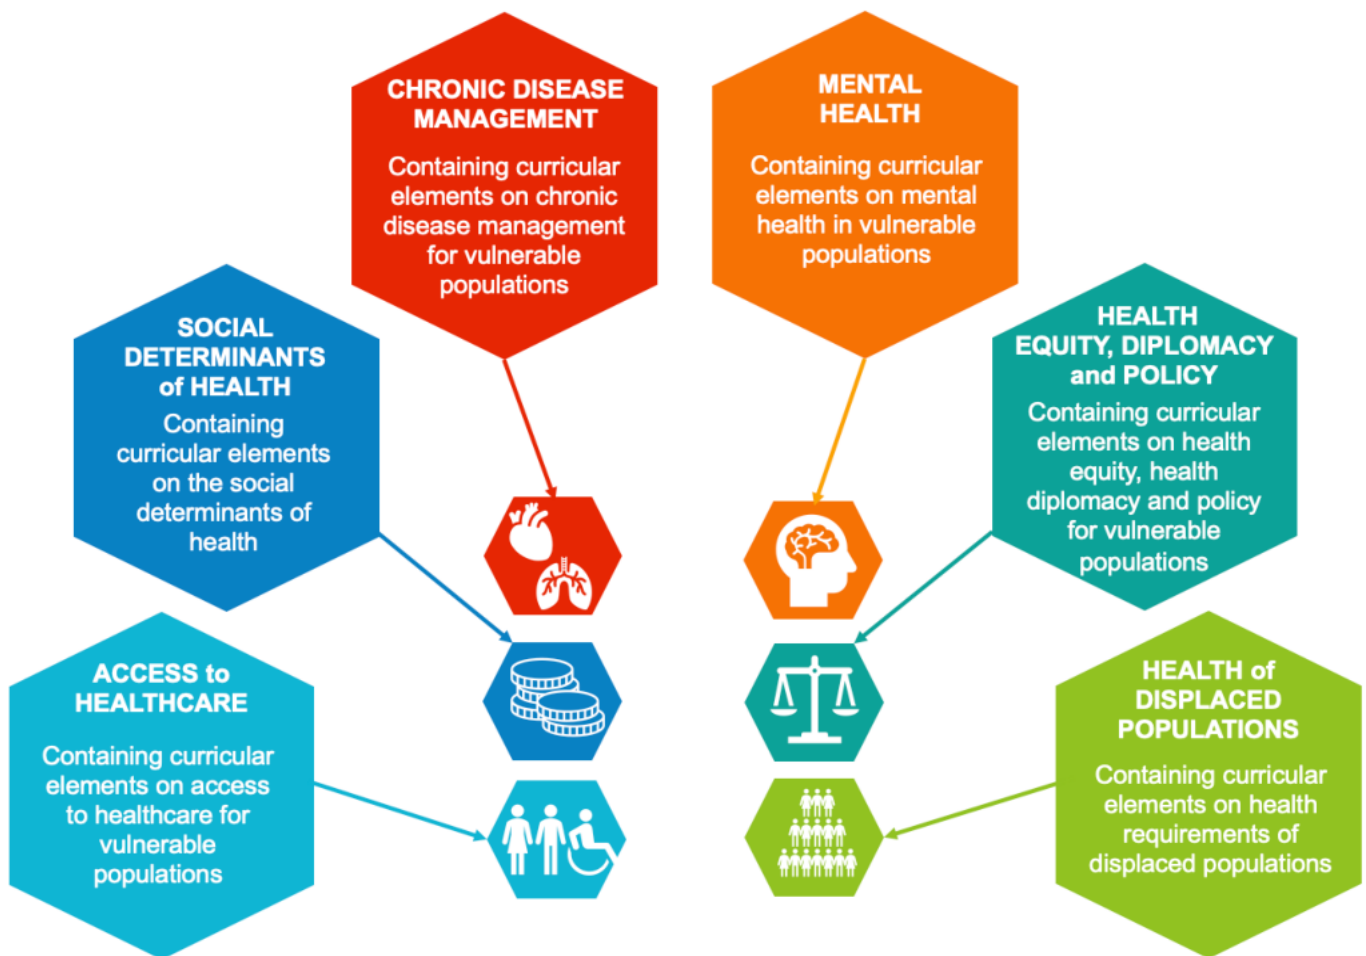 CHRONIC DISEASE
MANAGEMENT
Containing curricular
elements on chronic
disease management
for vulnerable
populations
MENTAL
HEALTH
Containing curricular
elements on mental
health in vulnerable
populations
SOCIAL
DETERMINANTS
of HEALTH
Containing
curricular elements
on the social
determinants of
health
HEALTH
EQUITY, DIPLOMACY
and POLICY
Containing curricular
elements on health
equity, health
diplomacy and policy
for vulnerable
populations
ACCESS to
HEALTHCARE
Containing curricular
elements on access
to healthcare for
vulnerable
populations
HEALTH of
DISPLACED
POPULATIONS
Containing curricular
elements on health
requirements of
displaced populations